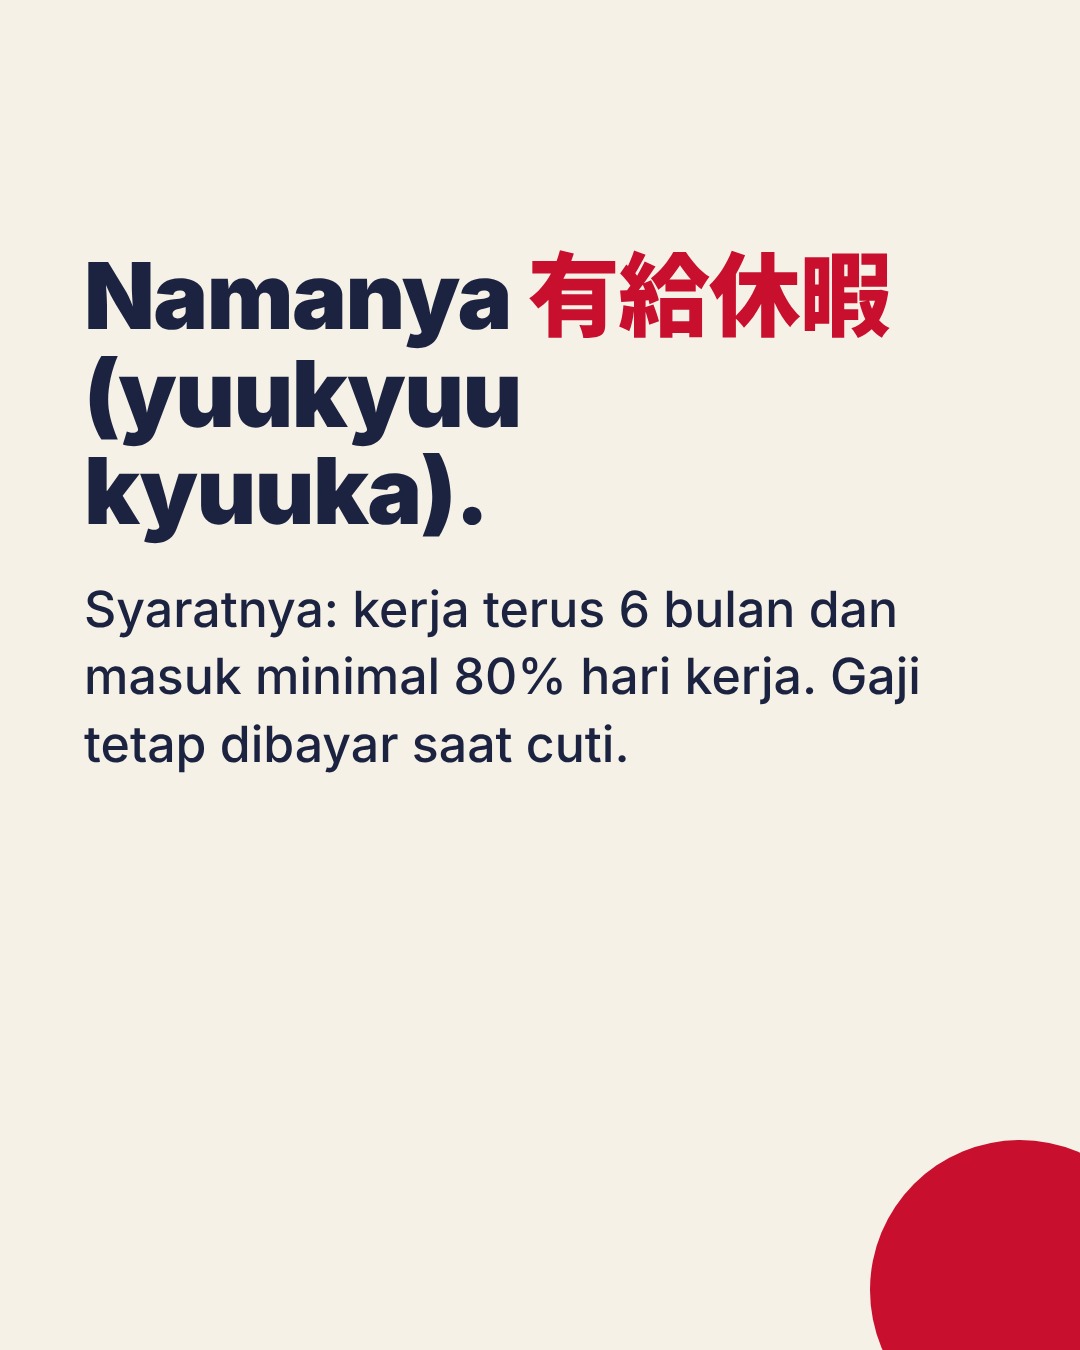 Namanya 有給休暇
(yuukyuu
kyuuka).
Syaratnya: kerja terus 6 bulan dan
masuk minimal 80% hari kerja. Gaji
tetap dibayar saat cuti.